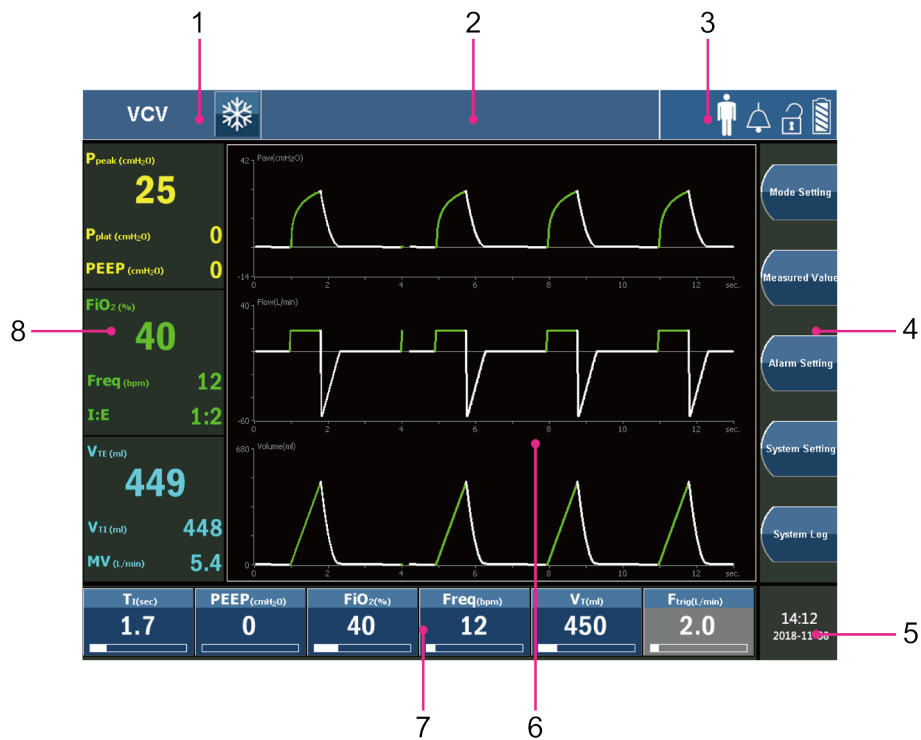 1
2
3
VCV
Ppeak (cmH2O)
25
Pplat (cmH2O) 0
PEEP (cmH2O) 0
FiO2 (%)
40
Freq (bpm) 12
I:E 1:2
VTE (ml)
449
VTI (ml) 448
MV (L/min) 5.4
Paw(cmH2O)
42
-14
0 2 4 6 8 10 12 sec.
Flow(L/min)
40
-60
0 2 4 6 8 10 12 sec.
Volume(ml)
680
0
0 2 4 6 8 10 12 sec.
Mode Setting
Measured Value
Alarm Setting
System Setting
System Log
TI(sec)
1.7
PEEP(cmH2O)
0
FiO2(%)
40
Freq(bpm)
12
VT(ml)
450
Ftrig(L/min)
2.0
14:12
4
5
6
7
8